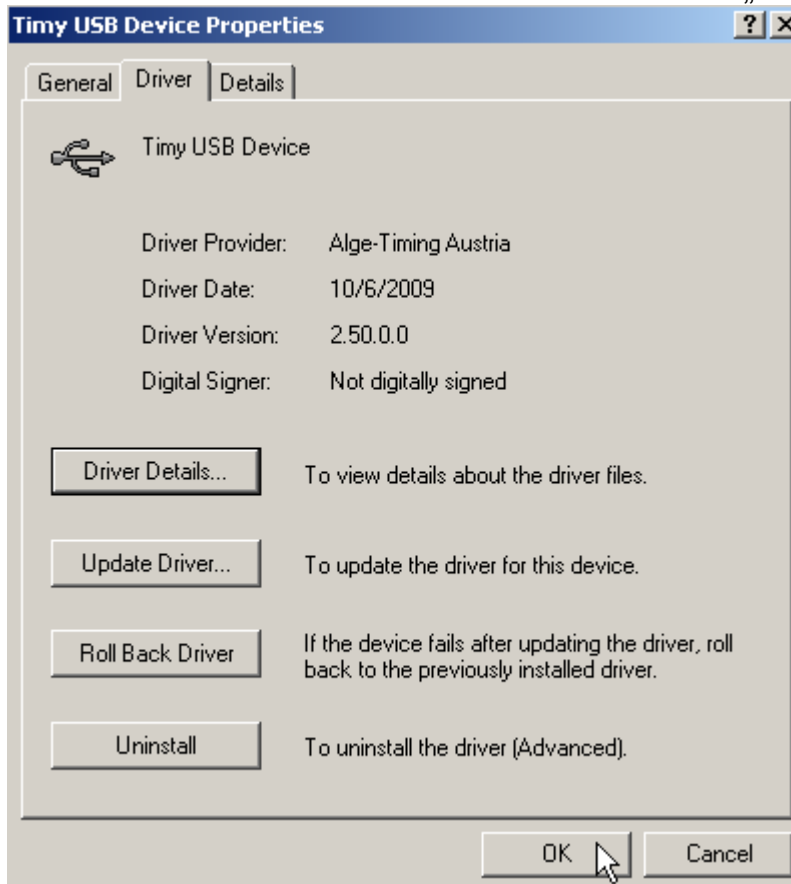 „
Timy USB Device Properties
General Driver Details
Timy USB Device
Driver Provider: Alge-Timing Austria
Driver Date: 10/6/2009
Driver Version: 2.50.0.0
Digital Signer: Not digitally signed
Driver Details... To view details about the driver files.
Update Driver... To update the driver for this device.
Roll Back Driver If the device fails after updating the driver, roll
back to the previously installed driver.
Uninstall To uninstall the driver (Advanced).
OK Cancel